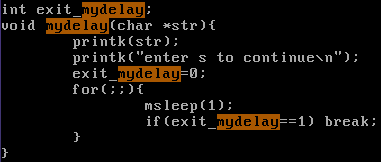 int exit_mydelay;
void mydelay(char *str){
        printk(str);
        printk("enter s to continue\n");
        exit_mydelay=0;
        for(;;){
                msleep(1);
                if(exit_mydelay==1) break;
        }
}